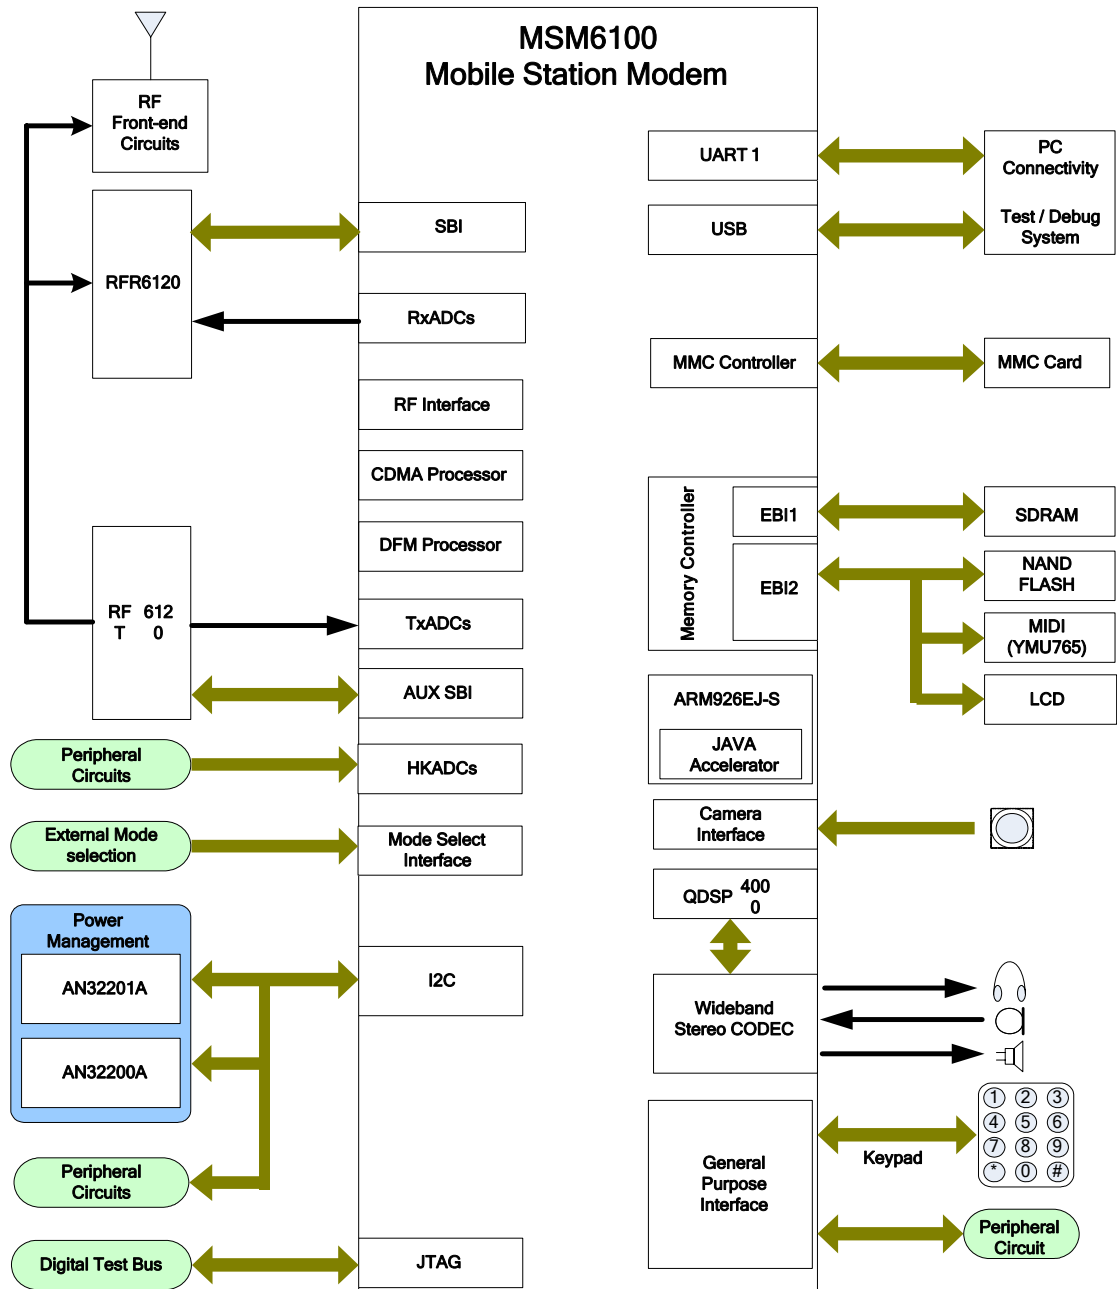 MSM6100
Mobile Station Modem
RF
Front-end
Circuits
RFR6120
RF 612
T 0
Peripheral
Circuits
External Mode
selection
Power
Management
AN32201A
AN32200A
Peripheral
Circuits
Digital Test Bus
SBI
RxADCs
RF Interface
CDMA Processor
DFM Processor
TxADCs
AUX SBI
HKADCs
Mode Select
Interface
I2C
JTAG
UART 1
USB
MMC Controller
Memory Controller
EBI1
EBI2
ARM926EJ-S
JAVA
Accelerator
Camera
Interface
QDSP 400
0
Wideband
Stereo CODEC
General
Purpose
Interface
PC
Connectivity
Test / Debug
System
MMC Card
SDRAM
NAND
FLASH
MIDI
(YMU765)
LCD
Keypad
1 2 3
4 5 6
7 8 9
* 0 #
Peripheral
Circuit